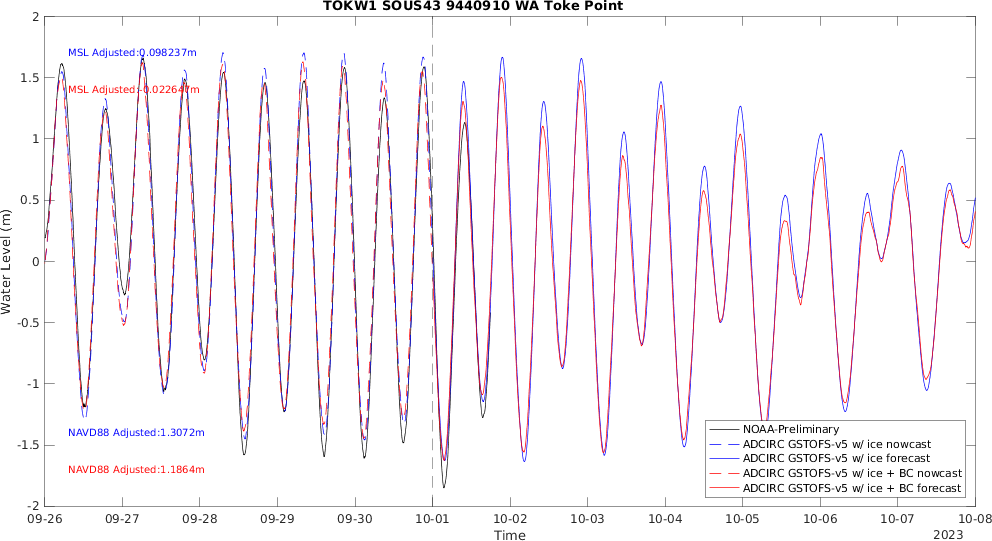 TOKW1 SOUS43 9440910 WA Toke Point
2
1.5
1
0.5
0
-0.5
-1
-1.5
-2
Water Level (m)
MSL Adjusted:0.098237m
MSL Adjusted:-0.022647m
NAVD88 Adjusted:1.3072m
NAVD88 Adjusted:1.1864m
NOAA-Preliminary
ADCIRC GSTOFS-v5 w/ ice nowcast
ADCIRC GSTOFS-v5 w/ ice forecast
ADCIRC GSTOFS-v5 w/ ice + BC nowcast
ADCIRC GSTOFS-v5 w/ ice + BC forecast
09-26 09-27 09-28 09-29 09-30 10-01 10-02 10-03 10-04 10-05 10-06 10-07 10-08
Time
2023